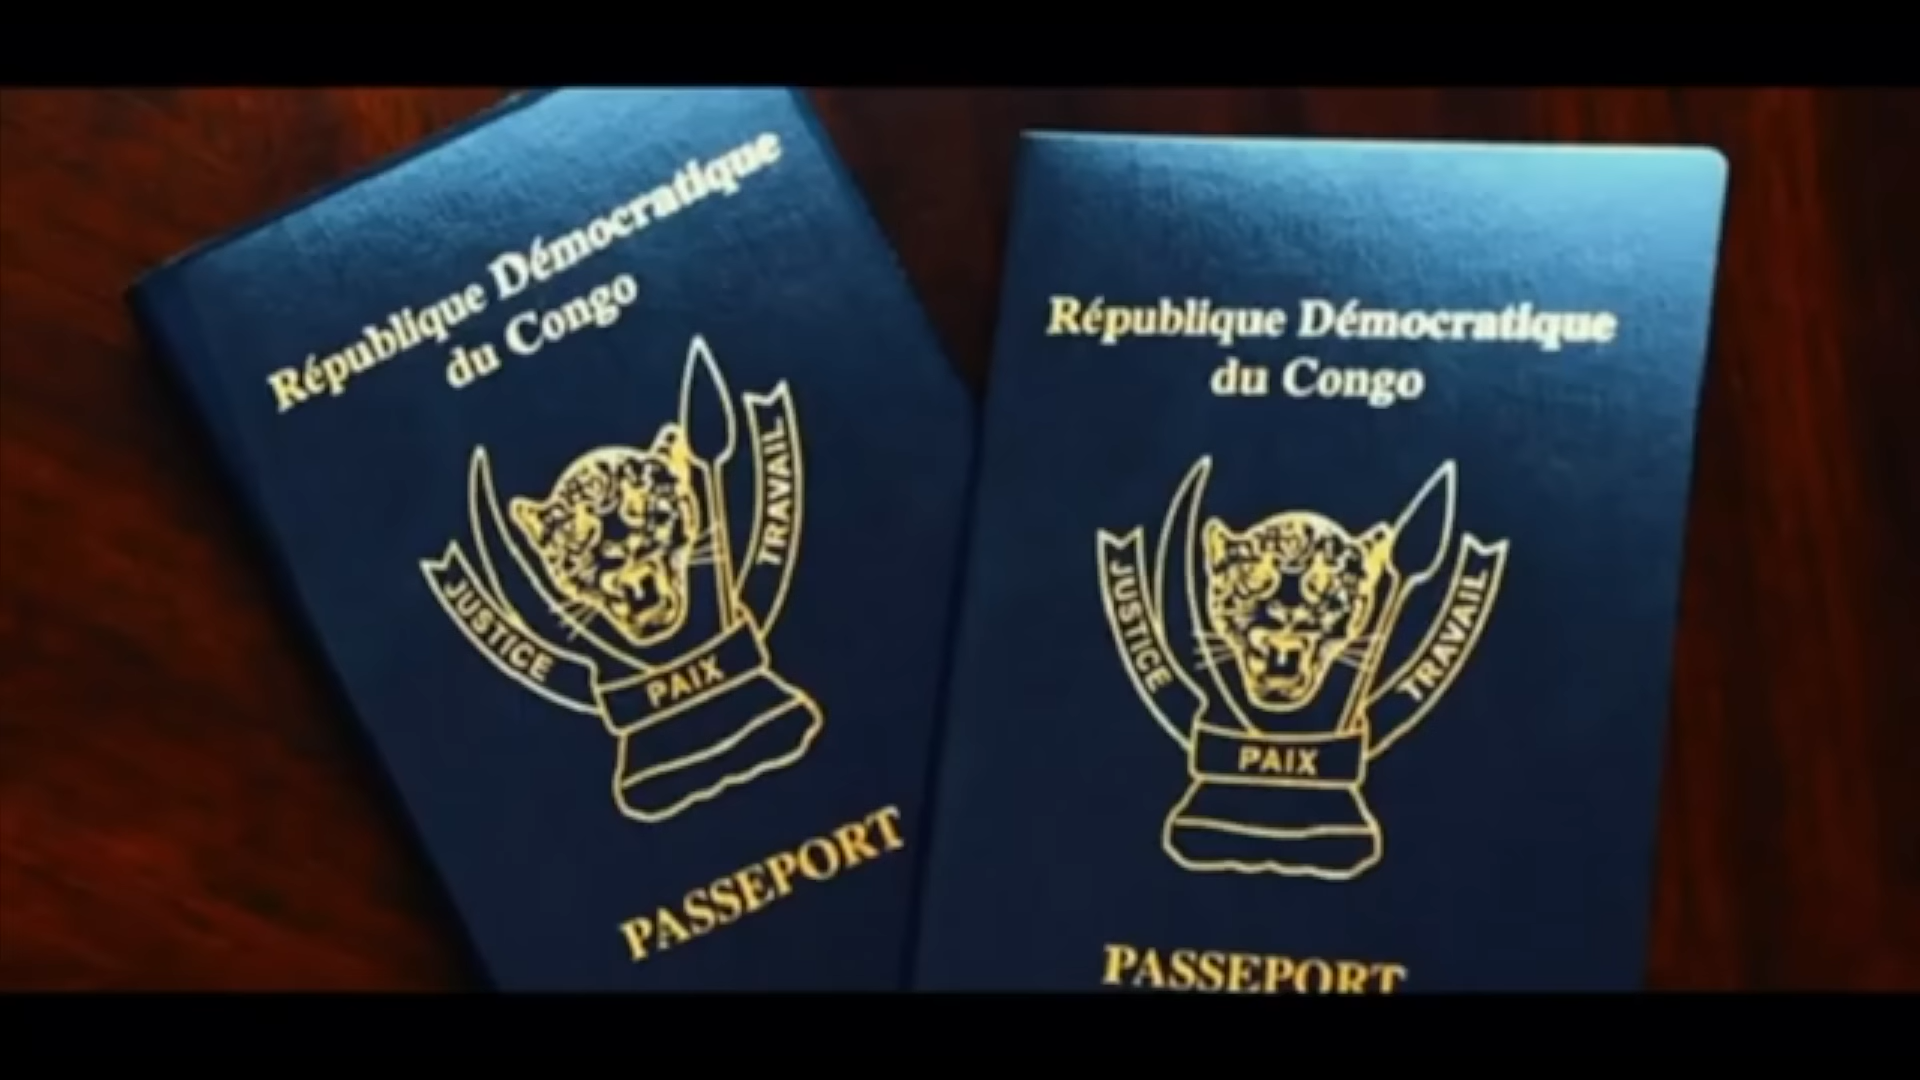 République Démocratique
du Congo
JUSTICE
PAIX
TRAVAIL
PASSEPORT
République Démocratique
du Congo
JUSTICE
PAIX
TRAVAIL
PASSEPORT